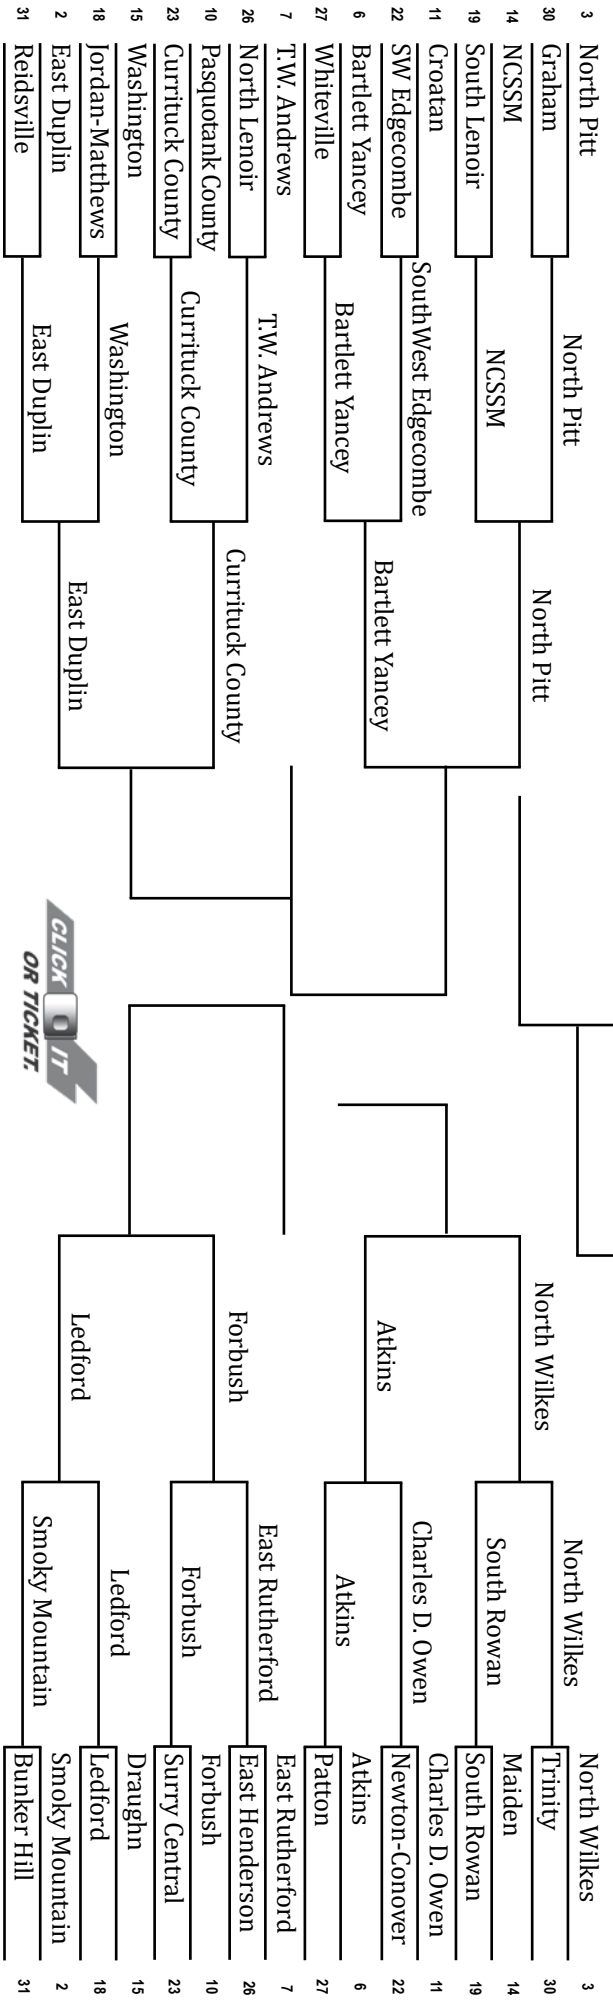 3
North Pitt
Graham
30
14
NCSSM
South Lenoir
19
11
Croatan
SW Edgecombe
22
6
Bartlett Yancey
Whiteville
27
7
T.W. Andrews
North Lenoir
26
10
Pasquotank County
Currituck County
23
15
Washington
Jordan-Matthews
18
2
East Duplin
Reidsville
31
North Pitt
NCSSM
SouthWest Edgecombe
Bartlett Yancey
T.W. Andrews
Currituck County
Washington
East Duplin
North Pitt
Bartlett Yancey
Currituck County
East Duplin
CLICK IT
OR TICKET.
North Wilkes
Atkins
Forbush
Ledford
North Wilkes
South Rowan
Charles D. Owen
Atkins
East Rutherford
Forbush
Ledford
Smoky Mountain
North Wilkes
3
Trinity
30
Maiden
14
South Rowan
19
Charles D. Owen
11
Newton-Conover
22
Atkins
6
Patton
27
East Rutherford
7
East Henderson
26
Forbush
10
Surry Central
23
Draughn
15
Ledford
18
Smoky Mountain
2
Bunker Hill
31